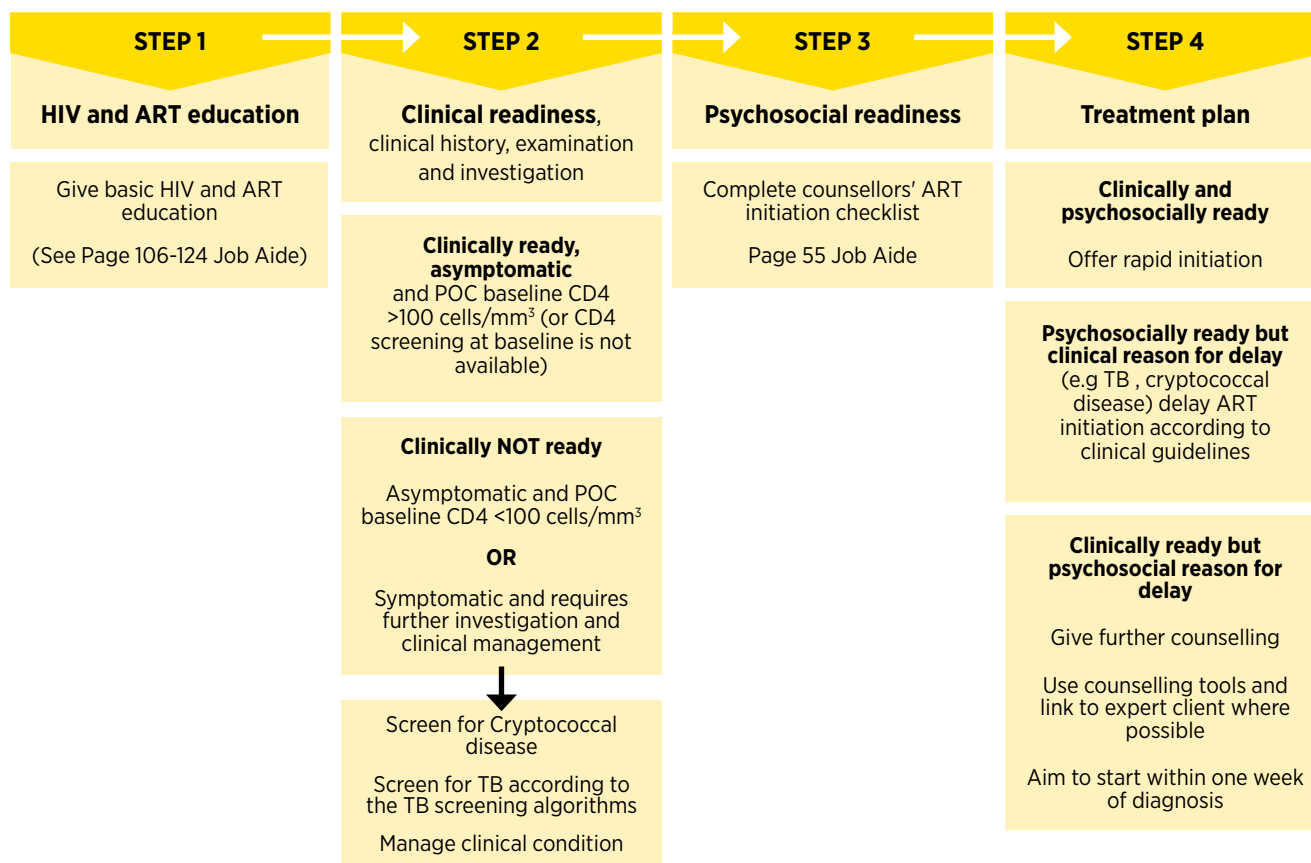 STEP 1
HIV and ART education
Give basic HIV and ART
education
(See Page 106-124 Job Aide)
STEP 2
Clinical readiness,
clinical history, examination
and investigation
Clinically ready,
asymptomatic
and POC baseline CD4
>100 cells/mm³ (or CD4
screening at baseline is not
available)
Clinically NOT ready
Asymptomatic and POC
baseline CD4 <100 cells/mm³
OR
Symptomatic and requires
further investigation and
clinical management
Screen for Cryptococcal
disease
Screen for TB according to
the TB screening algorithms
Manage clinical condition
STEP 3
Psychosocial readiness
Complete counsellors' ART
initiation checklist
Page 55 Job Aide
STEP 4
Treatment plan
Clinically and
psychosocially ready
Offer rapid initiation
Psychosocially ready but
clinical reason for delay
(e.g TB , cryptococcal
disease) delay ART
initiation according to
clinical guidelines
Clinically ready but
psychosocial reason for
delay
Give further counselling
Use counselling tools and
link to expert client where
possible
Aim to start within one week
of diagnosis